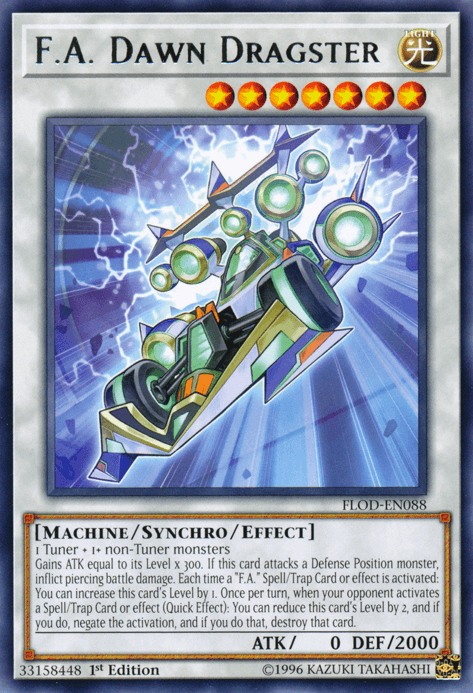 F.A. Dawn Dragster
LIGHT
光
FLOD-EN088
[Machine/Synchro/Effect]
1 Tuner + 1+ non-Tuner monsters
Gains ATK equal to its Level x 300. If this card attacks a Defense Position monster,
inflict piercing battle damage. Each time a "F.A." Spell/Trap Card or effect is activated:
You can increase this card's Level by 1. Once per turn, when your opponent activates
a Spell/Trap Card or effect (Quick Effect): You can reduce this card's Level by 2, and if
you do, negate the activation, and if you do that, destroy that card.
ATK/ 0 DEF/2000
33158448 1st Edition ©1996 KAZUKI TAKAHASHI